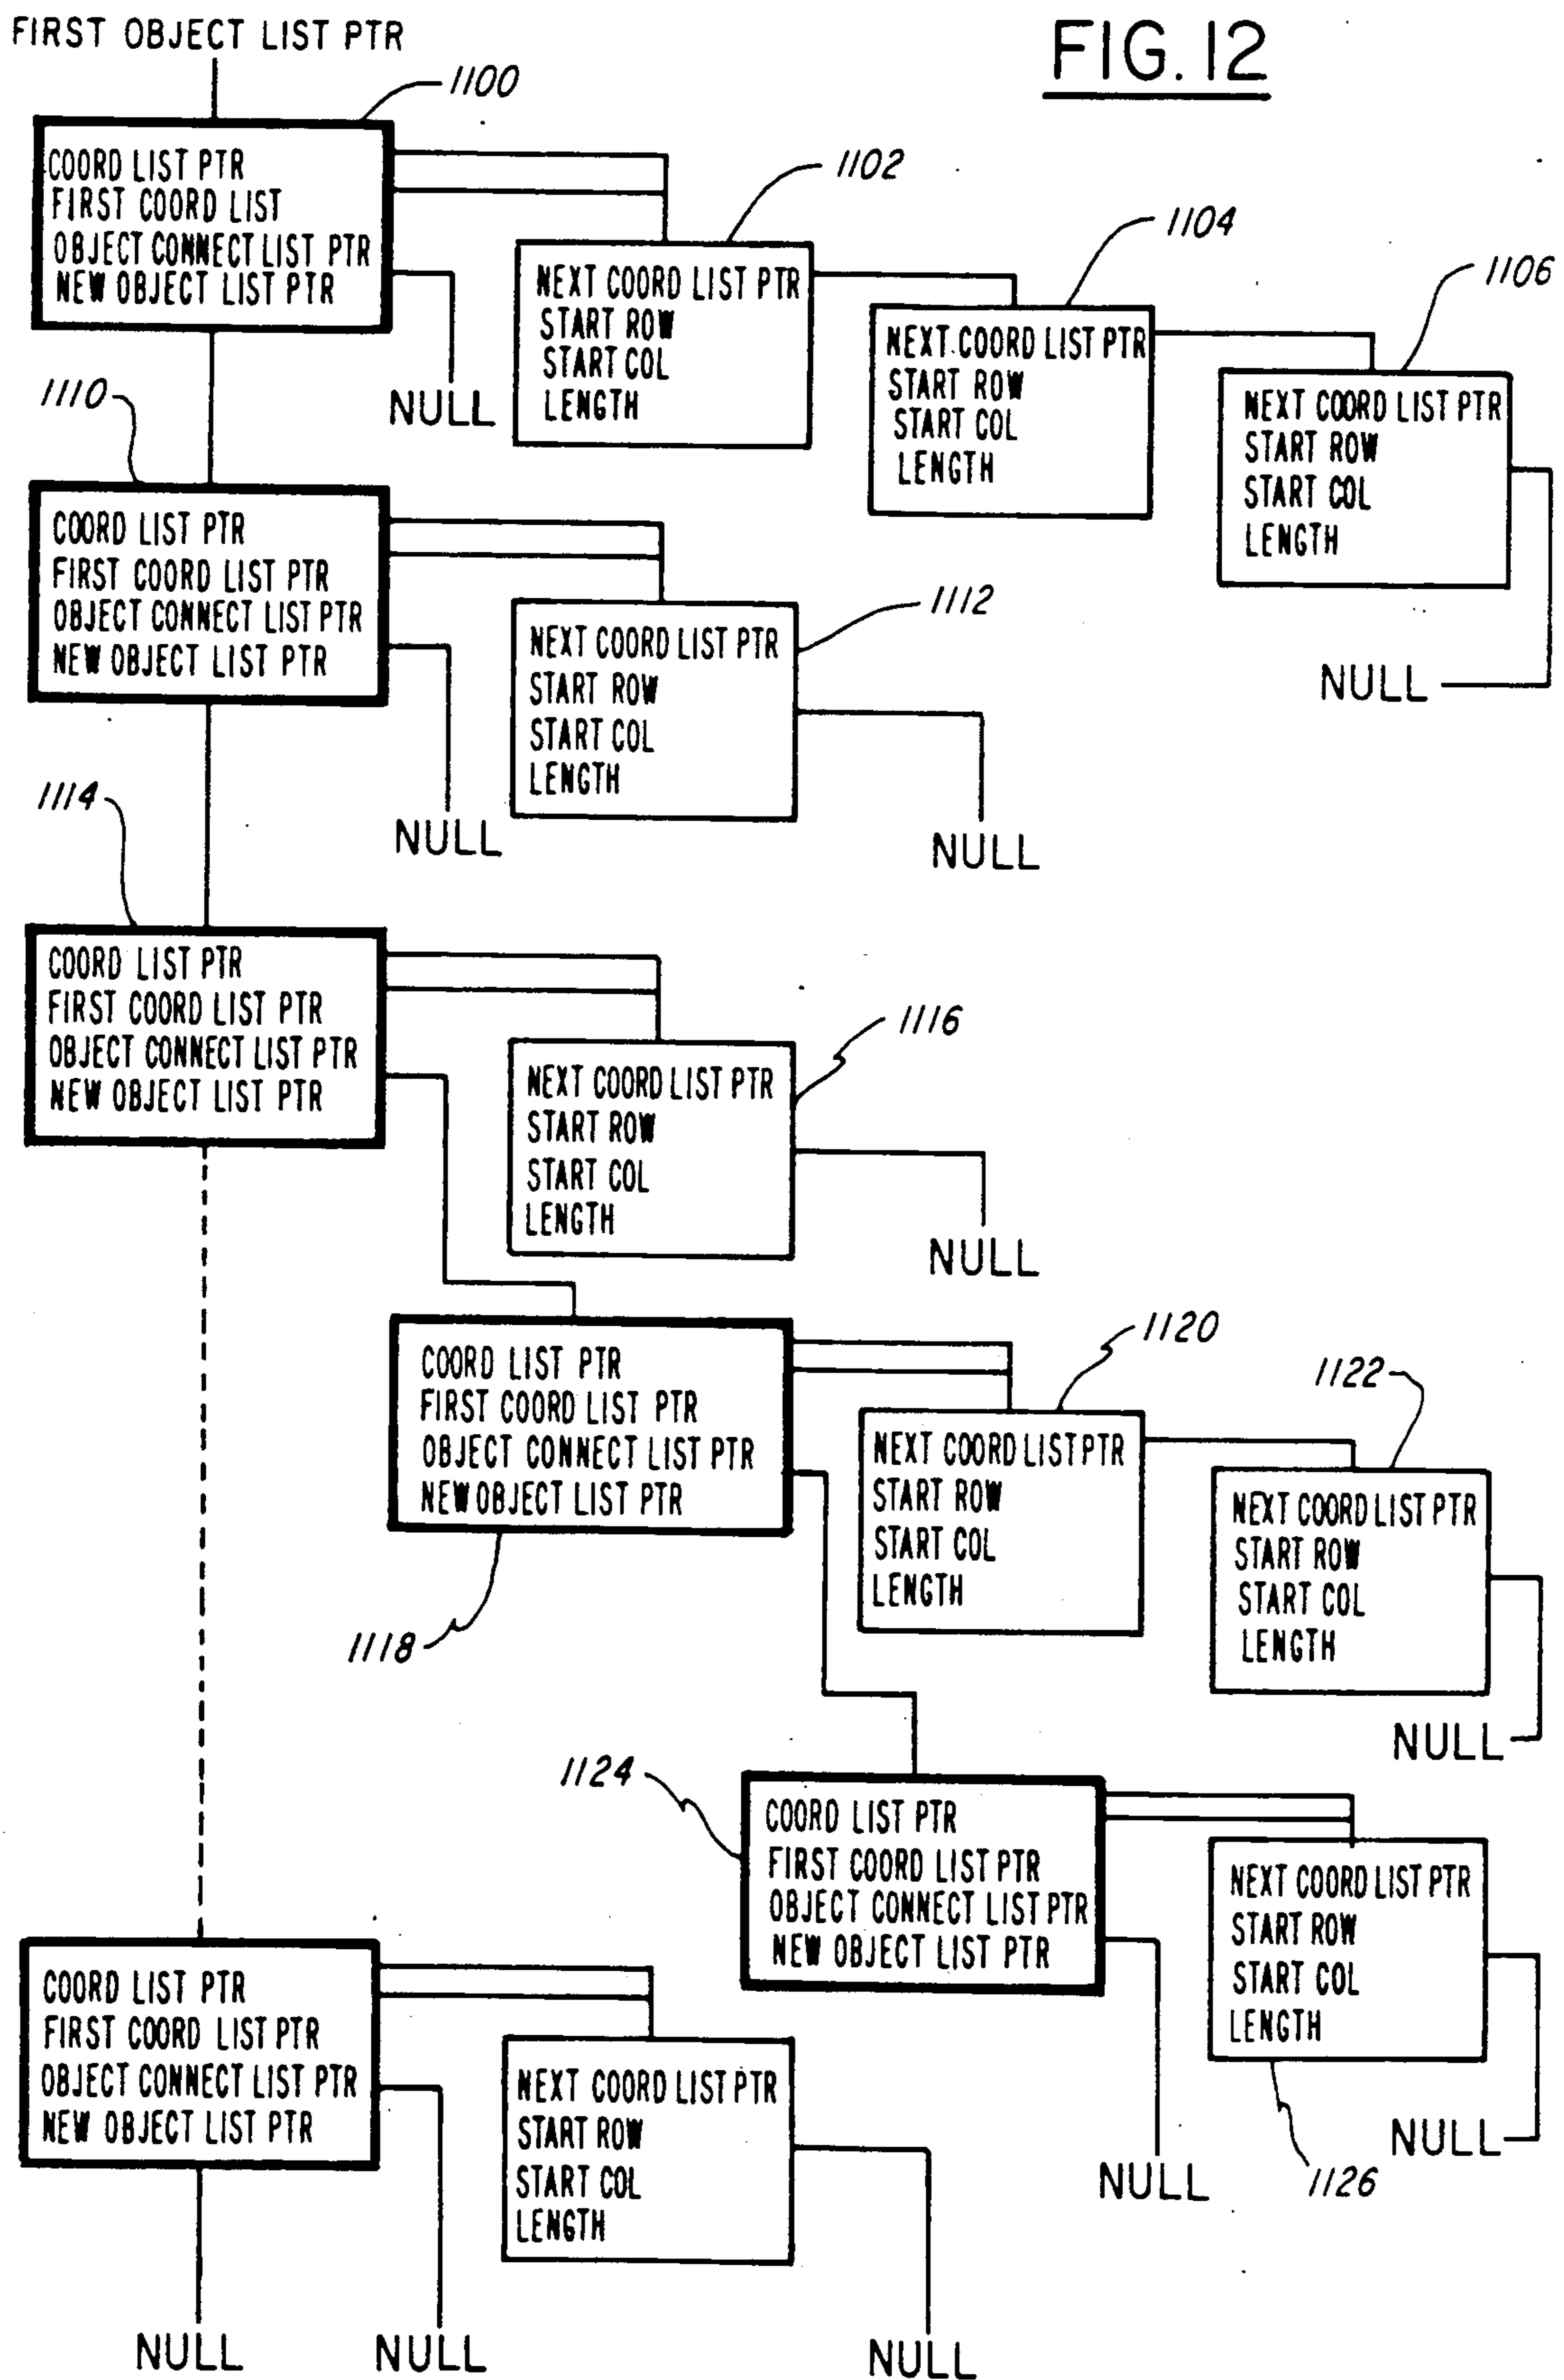 FIRST OBJECT LIST PTR
FIG. 12
1100
COORD LIST PTR
FIRST COORD LIST
OBJECT CONNECT LIST PTR
NEW OBJECT LIST PTR
NULL
1102
NEXT COORD LIST PTR
START ROW
START COL
LENGTH
1104
NEXT COORD LIST PTR
START ROW
START COL
LENGTH
1106
NEXT COORD LIST PTR
START ROW
START COL
LENGTH
NULL
1110
COORD LIST PTR
FIRST COORD LIST PTR
OBJECT CONNECT LIST PTR
NEW OBJECT LIST PTR
NULL
1112
NEXT COORD LIST PTR
START ROW
START COL
LENGTH
NULL
1114
COORD LIST PTR
FIRST COORD LIST PTR
OBJECT CONNECT LIST PTR
NEW OBJECT LIST PTR
1116
NEXT COORD LIST PTR
START ROW
START COL
LENGTH
NULL
1118
COORD LIST PTR
FIRST COORD LIST PTR
OBJECT CONNECT LIST PTR
NEW OBJECT LIST PTR
1120
NEXT COORD LIST PTR
START ROW
START COL
LENGTH
1122
NEXT COORD LIST PTR
START ROW
START COL
LENGTH
NULL
1124
COORD LIST PTR
FIRST COORD LIST PTR
OBJECT CONNECT LIST PTR
NEW OBJECT LIST PTR
NULL
NEXT COORD LIST PTR
START ROW
START COL
LENGTH
1126
NULL
COORD LIST PTR
FIRST COORD LIST PTR
OBJECT CONNECT LIST PTR
NEW OBJECT LIST PTR
NEXT COORD LIST PTR
START ROW
START COL
LENGTH
NULL
NULL
NULL